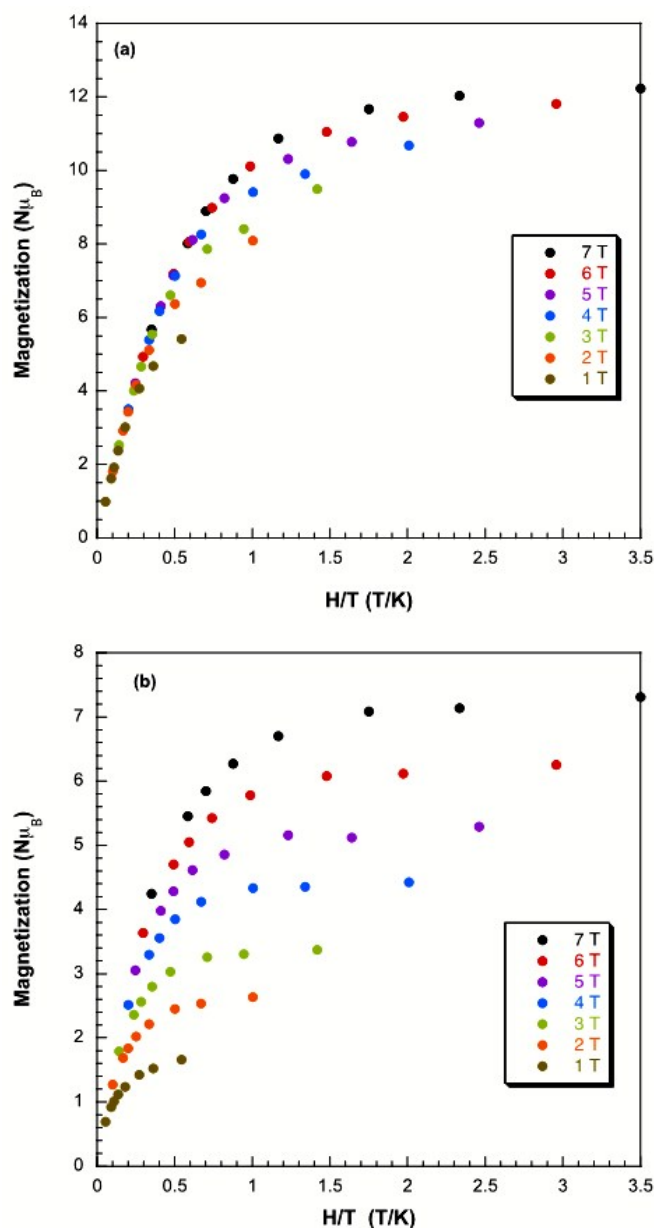 14
(a)
12
10
8
6
4
2
0
Magnetization (Nμ_B)
7 T
6 T
5 T
4 T
3 T
2 T
1 T
0 0.5 1 1.5 2 2.5 3 3.5
H/T (T/K)
8
(b)
7
6
5
4
3
2
1
0
Magnetization (Nμ_B)
7 T
6 T
5 T
4 T
3 T
2 T
1 T
0 0.5 1 1.5 2 2.5 3 3.5
H/T (T/K)